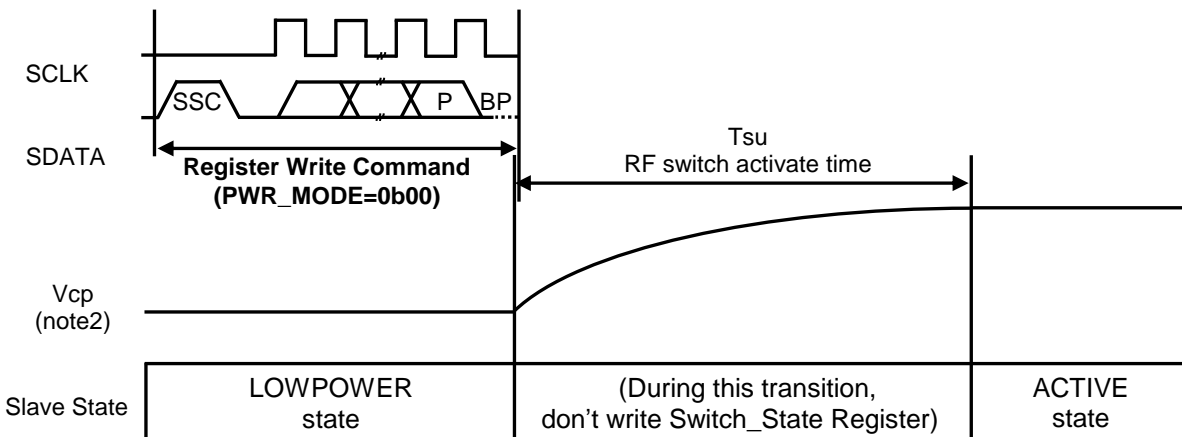 SCLK
SSC
P
BP
SDATA
Register Write Command
(PWR_MODE=0b00)
Tsu
RF switch activate time
Vcp
(note2)
Slave State
LOWPOWER
state
(During this transition,
don't write Switch_State Register)
ACTIVE
state